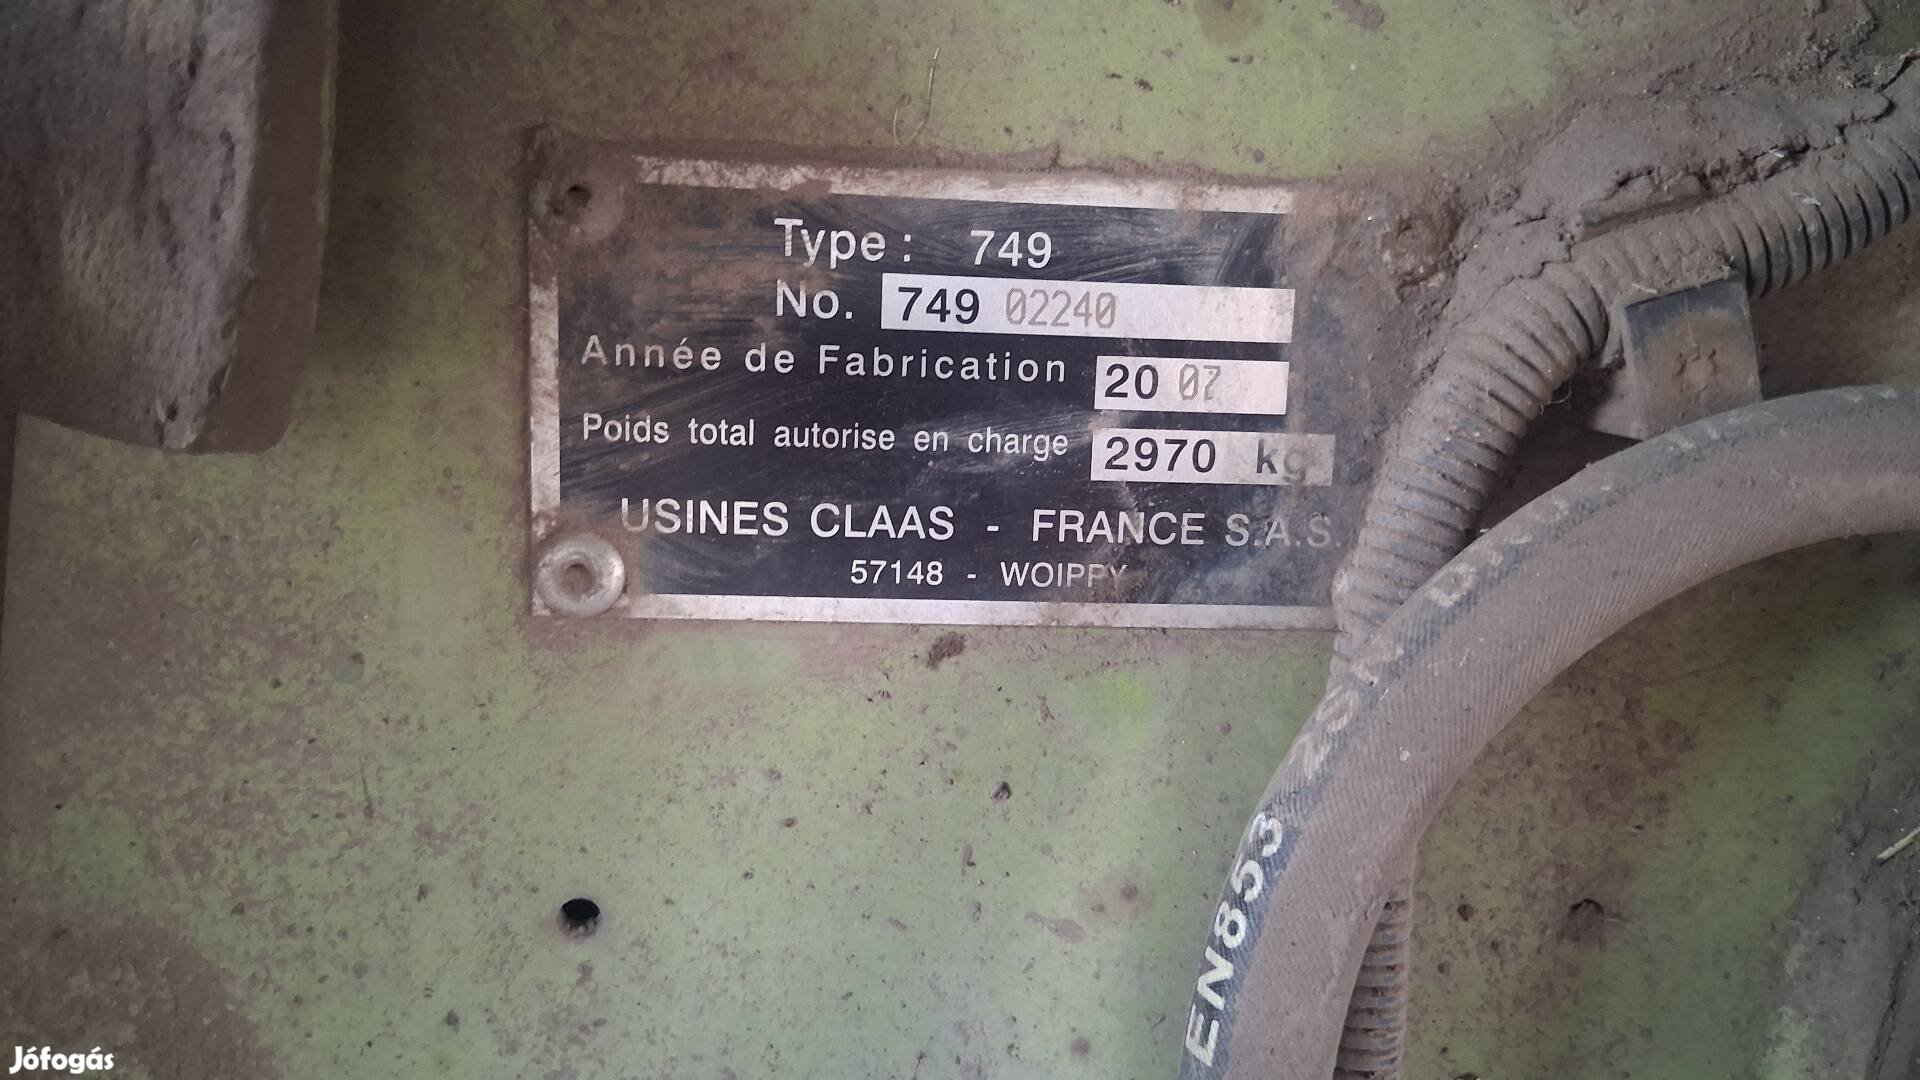 Type : 749
No. 749 02240
Année de Fabrication 20 07
Poids total autorise en charge 2970 kg
USINES CLAAS - FRANCE S.A.S.
57148 - WOIPPY
EN853 2SN
Jófogás